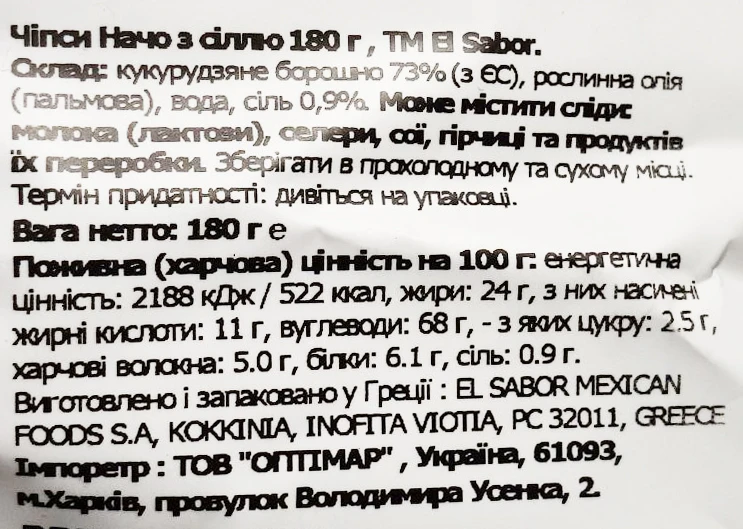 Чіпси Начо з сіллю 180 г , TM El Sabor.
Склад: кукурудзяне борошно 73% (з ЄС), рослинна олія
(пальмова), вода, сіль 0,9%. Може містити сліди:
молока (лактози), селери, сої, гірчиці та продуктів
їх переробки. Зберігати в прохолодному та сухому місці.
Термін придатності: дивіться на упаковці.
Вага нетто: 180 г е
Поживна (харчова) цінність на 100 г: енергетична
цінність: 2188 кДж / 522 ккал, жири: 24 г, з них насичені
жирні кислоти: 11 г, вуглеводи: 68 г, - з яких цукру: 2.5 г,
харчові волокна: 5.0 г, білки: 6.1 г, сіль: 0.9 г.
Виготовлено і запаковано у Греції : EL SABOR MEXICAN
FOODS S.A, KOKKINIA, INOFITA VIOTIA, PC 32011, GREECE
Імпоретр : ТОВ "ОПТІМАР" , Україна, 61093,
м.Харків, провулок Володимира Усенка, 2.